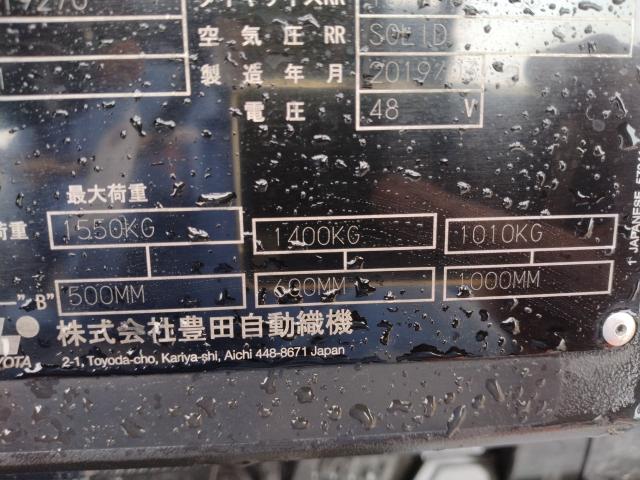 空気圧 RR SOLID
製造年月 2019/
電圧 48 V
最大荷重
荷重 1550KG 1400KG 1010KG
"B" 500MM 600MM 1000MM
株式会社豊田自動織機
TOYOTA 2-1, Toyoda-cho, Kariya-shi, Aichi 448-8671 Japan